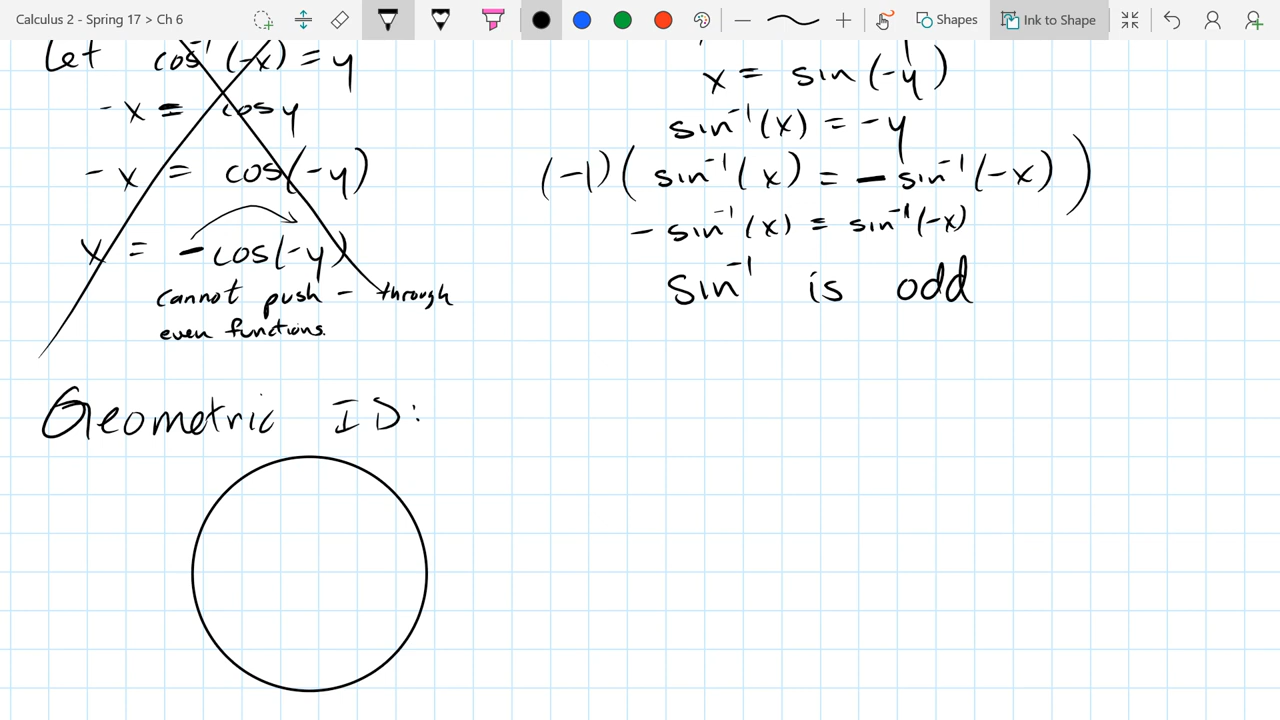 Calculus 2 - Spring 17 > Ch 6
Shapes
Ink to Shape
Let cos⁻¹(-x) = y
-x = cos y
-x = cos(-y)
x = -cos(-y)
cannot push - through
even functions.
x = sin(-y)
sin⁻¹(x) = -y
(-1)(sin⁻¹(x) = -sin⁻¹(-x))
-sin⁻¹(x) = sin⁻¹(-x)
sin⁻¹ is odd
Geometric ID: